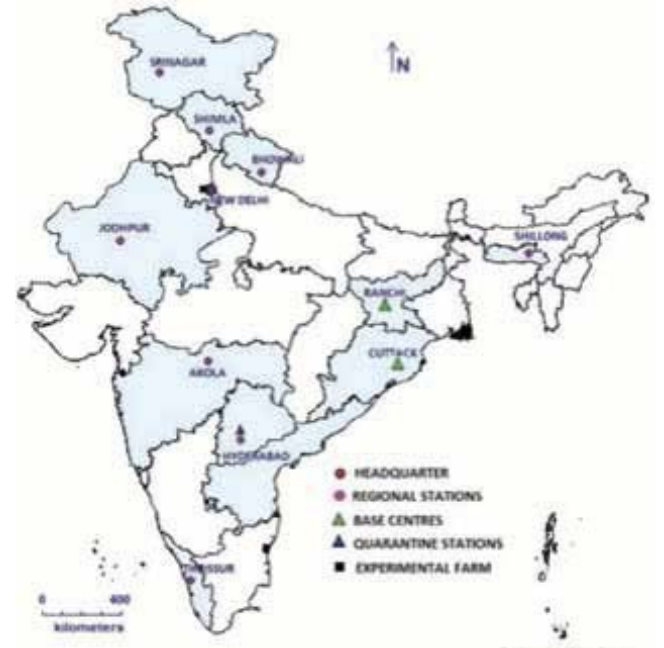 SRINAGAR
N
SHIMLA
BHOWALI
NEW DELHI
JODHPUR
SHILLONG
RANCHI
CUTTACK
AKOLA
HYDERABAD
HEADQUARTER
REGIONAL STATIONS
BASE CENTRES
QUARANTINE STATIONS
EXPERIMENTAL FARM
THRISSUR
0 400
kilometers